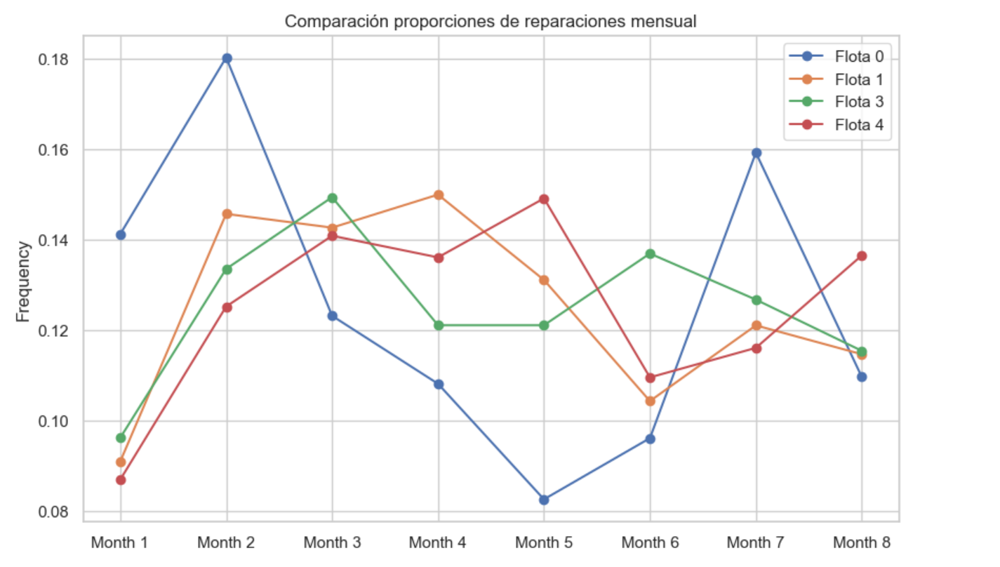 Comparación proporciones de reparaciones mensual
Flota 0
Flota 1
Flota 3
Flota 4
Frequency
0.18
0.16
0.14
0.12
0.10
0.08
Month 1 Month 2 Month 3 Month 4 Month 5 Month 6 Month 7 Month 8